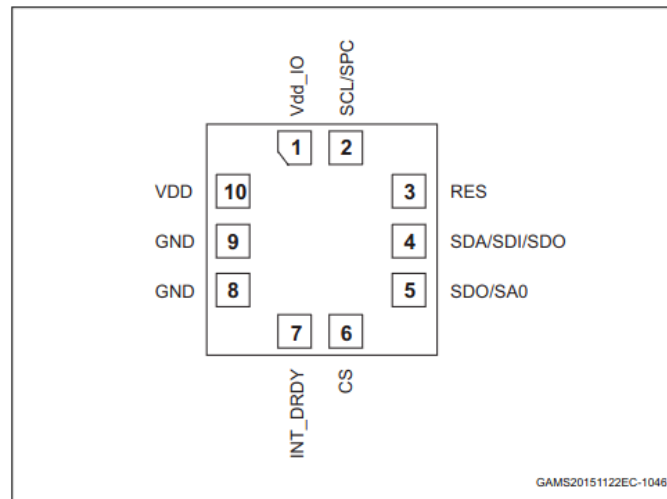 Vdd_IO
SCL/SPC
1
2
VDD
10
3
RES
GND
9
4
SDA/SDI/SDO
GND
8
5
SDO/SA0
7
6
INT_DRDY
CS
GAMS20151122EC-1046